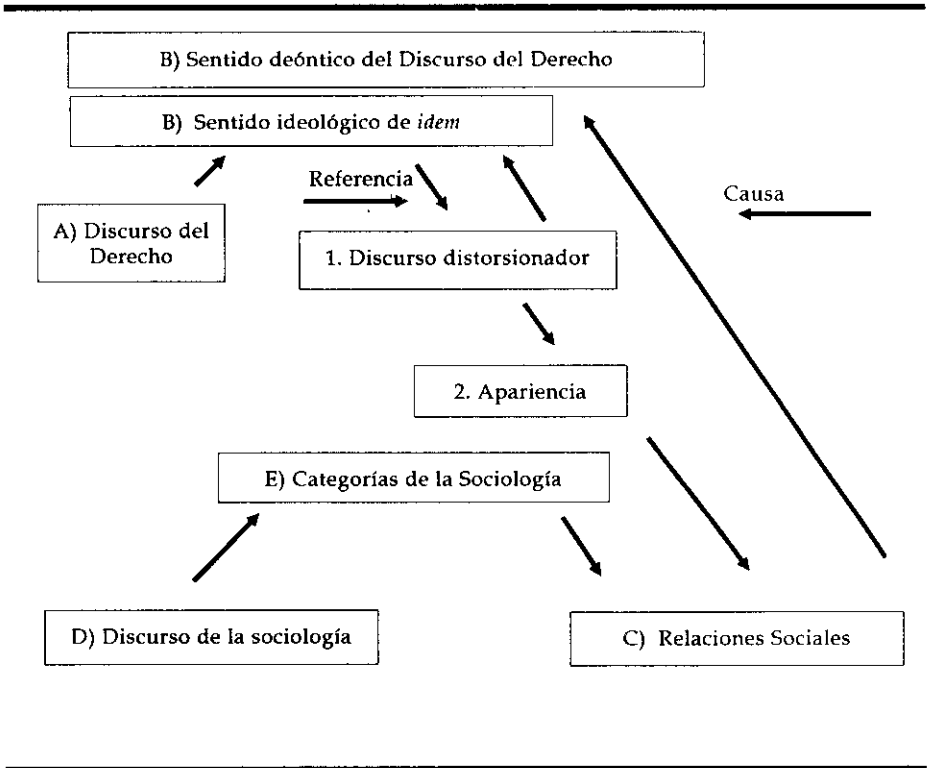 B) Sentido deóntico del Discurso del Derecho
B) Sentido ideológico de idem
Referencia
Causa
A) Discurso del
Derecho
1. Discurso distorsionador
2. Apariencia
E) Categorías de la Sociología
D) Discurso de la sociología
C) Relaciones Sociales